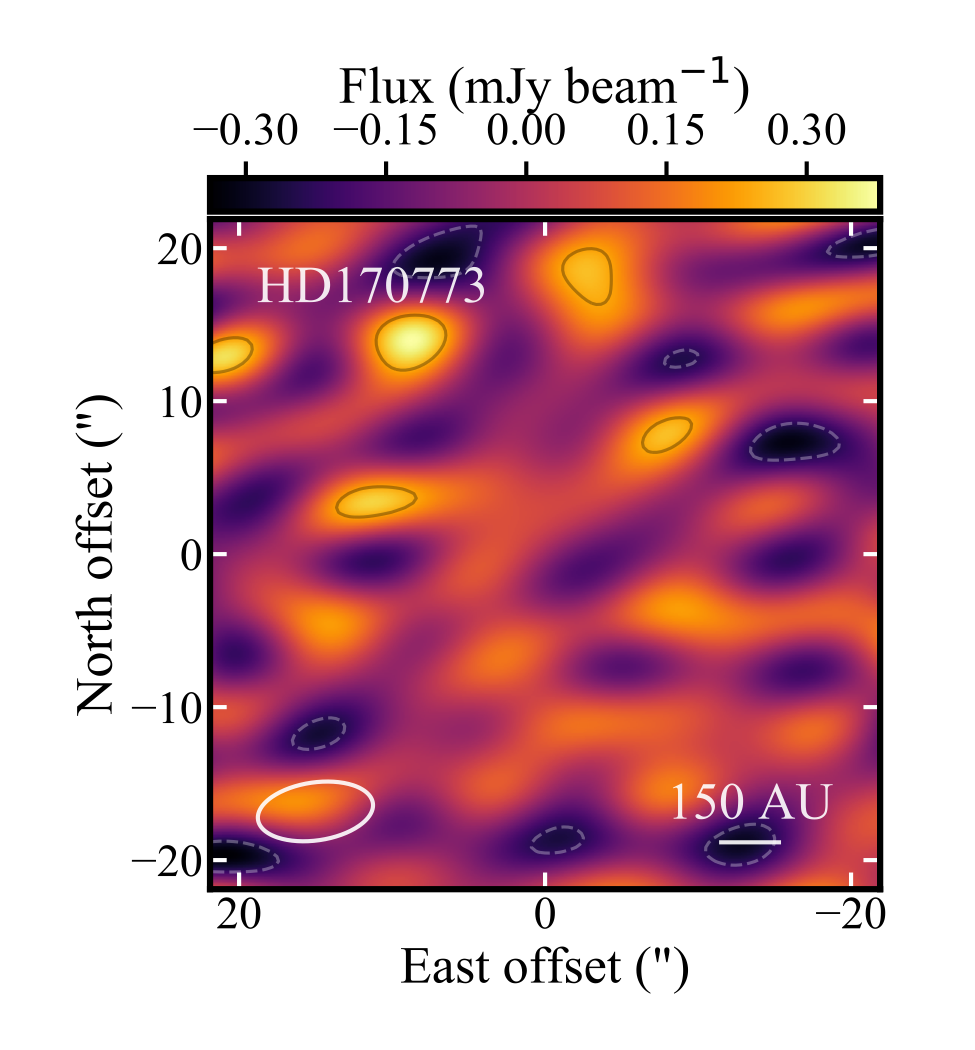 Flux (mJy beam⁻¹)
−0.30 −0.15 0.00 0.15 0.30
20
HD170773
10
North offset (")
0
−10
150 AU
−20
20 0 −20
East offset (")